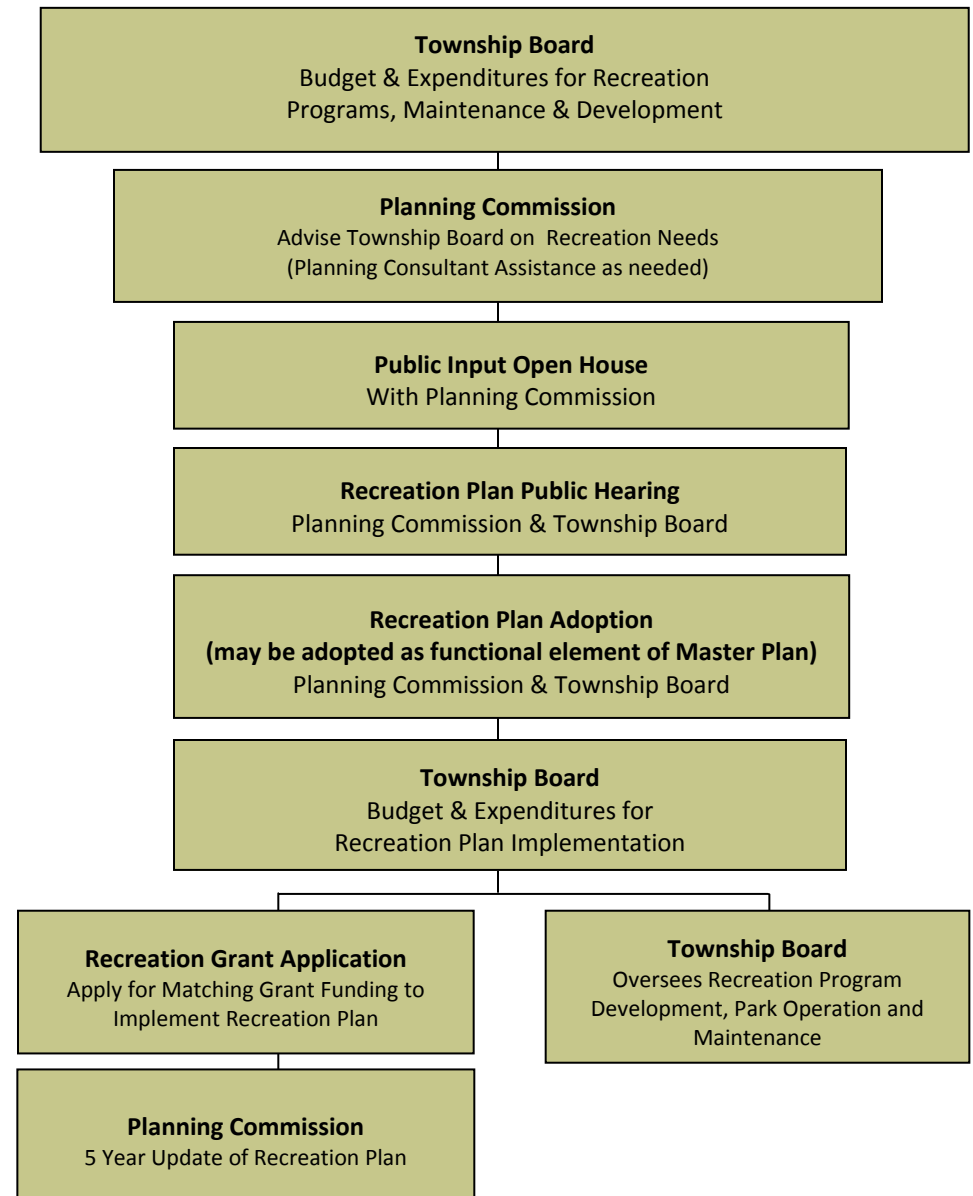 Township Board
Budget & Expenditures for Recreation
Programs, Maintenance & Development
Planning Commission
Advise Township Board on Recreation Needs
(Planning Consultant Assistance as needed)
Public Input Open House
With Planning Commission
Recreation Plan Public Hearing
Planning Commission & Township Board
Recreation Plan Adoption
(may be adopted as functional element of Master Plan)
Planning Commission & Township Board
Township Board
Budget & Expenditures for
Recreation Plan Implementation
Recreation Grant Application
Apply for Matching Grant Funding to
Implement Recreation Plan
Township Board
Oversees Recreation Program
Development, Park Operation and
Maintenance
Planning Commission
5 Year Update of Recreation Plan